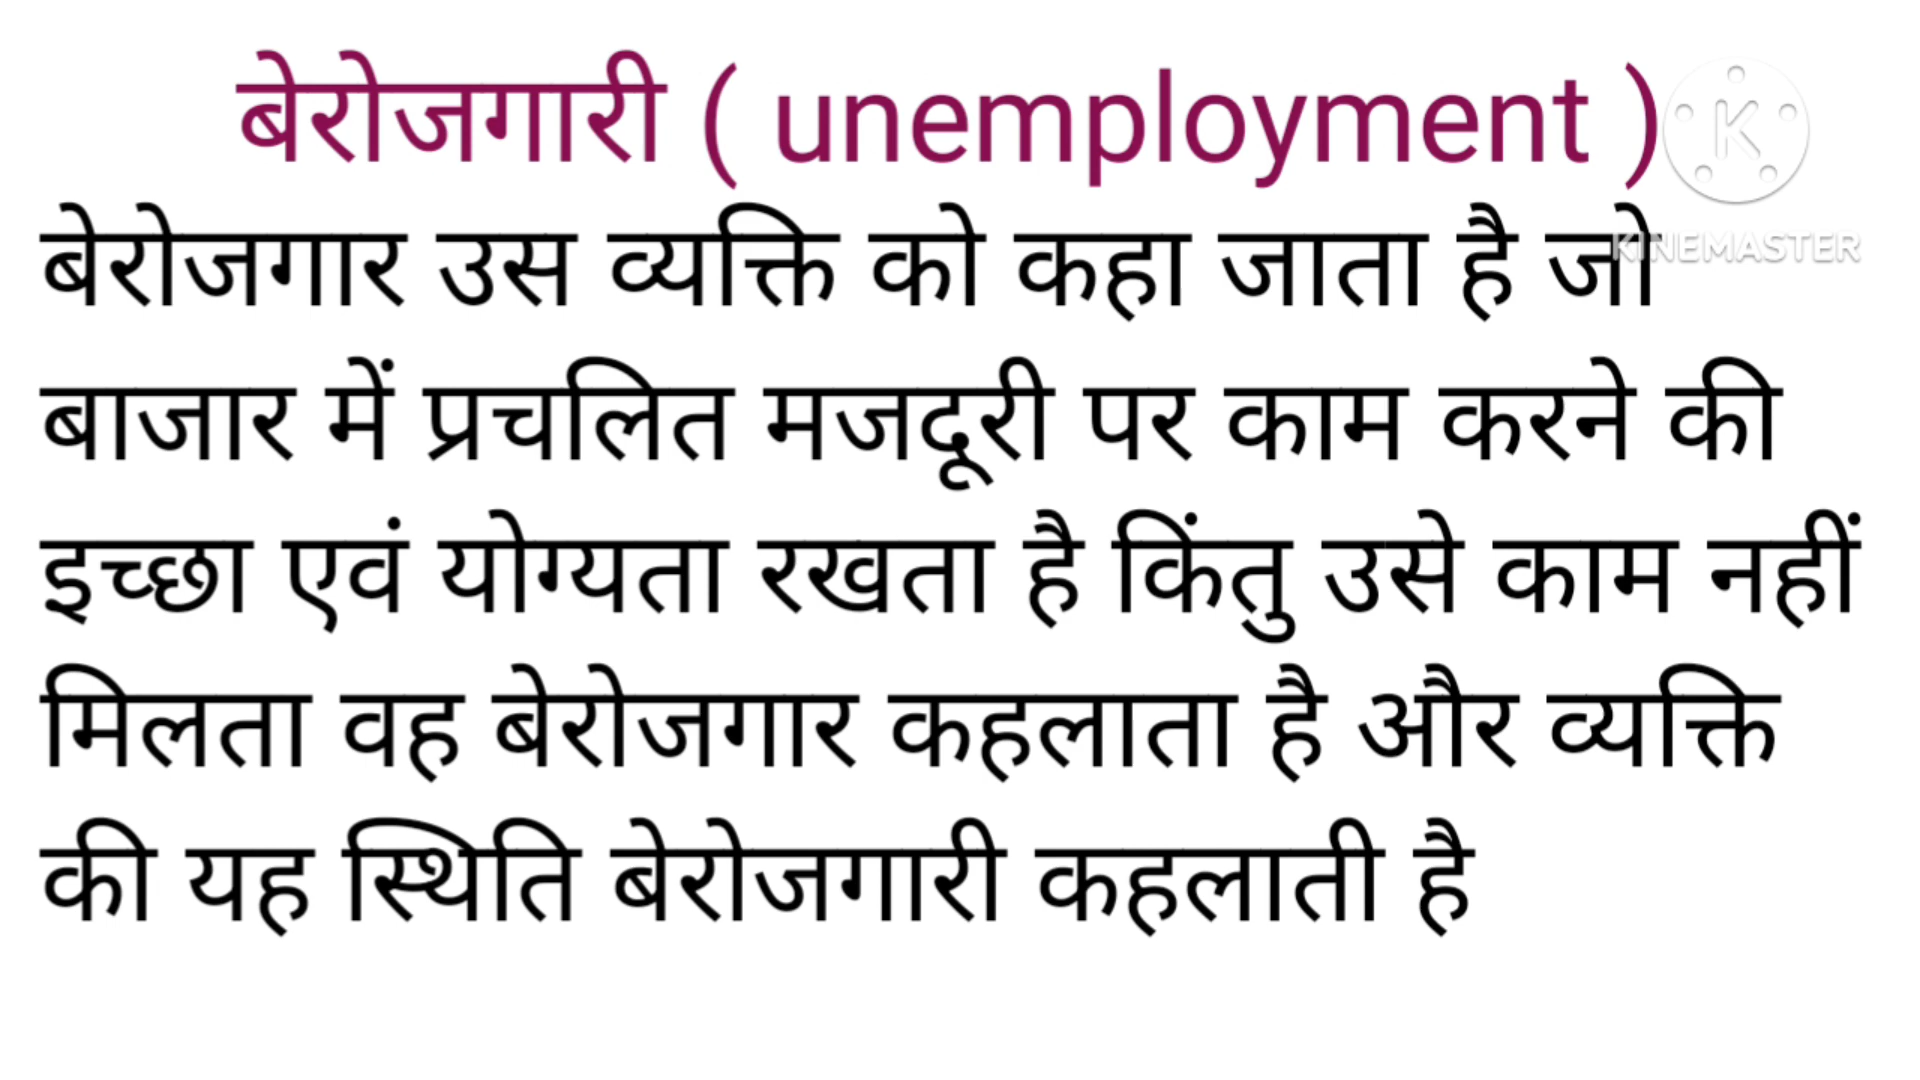 बेरोजगारी ( unemployment )
K
KINEMASTER
बेरोजगार उस व्यक्ति को कहा जाता है जो
बाजार में प्रचलित मजदूरी पर काम करने की
इच्छा एवं योग्यता रखता है किंतु उसे काम नहीं
मिलता वह बेरोजगार कहलाता है और व्यक्ति
की यह स्थिति बेरोजगारी कहलाती है